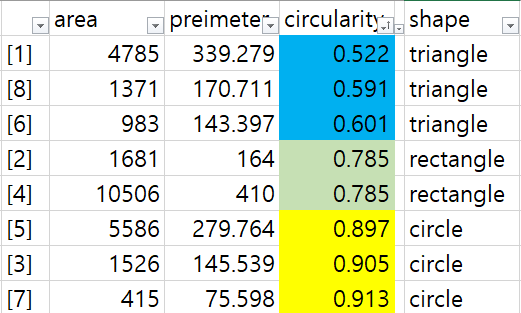 area preimeter circularity shape
[1] 4785 339.279 0.522 triangle
[8] 1371 170.711 0.591 triangle
[6] 983 143.397 0.601 triangle
[2] 1681 164 0.785 rectangle
[4] 10506 410 0.785 rectangle
[5] 5586 279.764 0.897 circle
[3] 1526 145.539 0.905 circle
[7] 415 75.598 0.913 circle